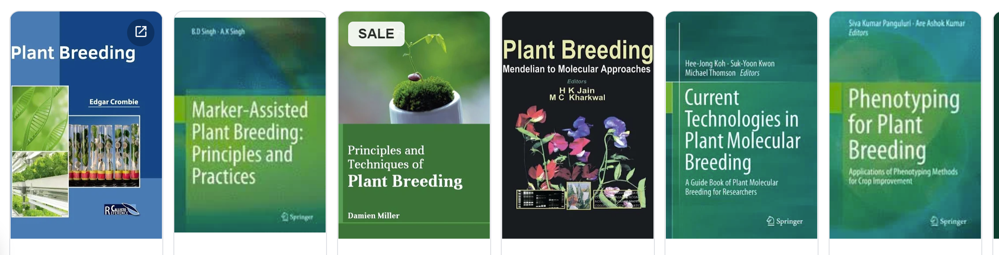 Plant Breeding
Edgar Crombie
R CALLISTO
EFERENCE
B.D Singh · A.K Singh
Marker-Assisted
Plant Breeding:
Principles and
Practices
Springer
SALE
Principles and
Techniques of
Plant Breeding
Damien Miller
Plant Breeding
Mendelian to Molecular Approaches
Editors
H K Jain
M C Kharkwal
Hee-Jong Koh · Suk-Yoon Kwon
Michael Thomson Editors
Current
Technologies in
Plant Molecular
Breeding
A Guide Book of Plant Molecular
Breeding for Researchers
Springer
Siva Kumar Panguluri · Are Ashok Kumar
Editors
Phenotyping
for Plant
Breeding
Applications of Phenotyping Methods
for Crop Improvement
Springer